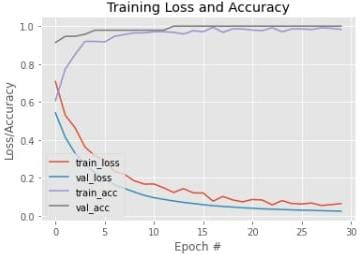 Training Loss and Accuracy
1.0
0.8
0.6
0.4
0.2
0.0
Loss/Accuracy
train_loss
val_loss
train_acc
val_acc
0 5 10 15 20 25 30
Epoch #